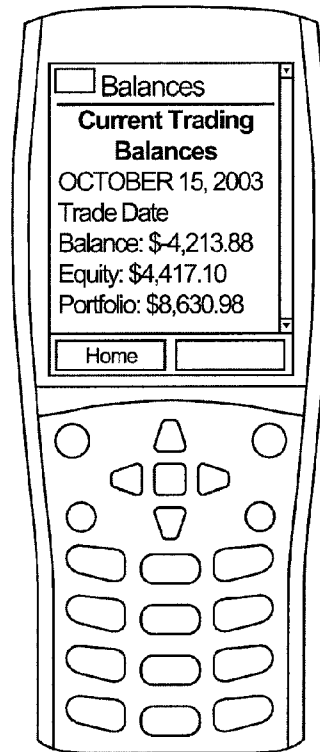 Balances
Current Trading
Balances
OCTOBER 15, 2003
Trade Date
Balance: $-4,213.88
Equity: $4,417.10
Portfolio: $8,630.98
Home